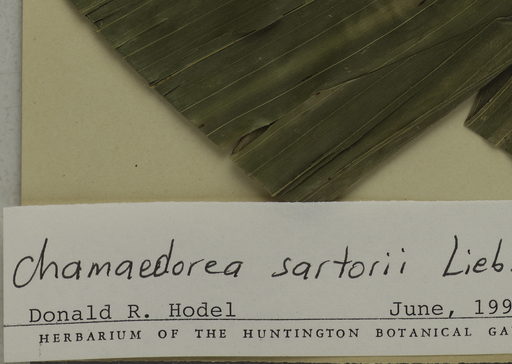 Chamaedorea sartorii Lieb.
Donald R. Hodel June, 199
HERBARIUM OF THE HUNTINGTON BOTANICAL GA